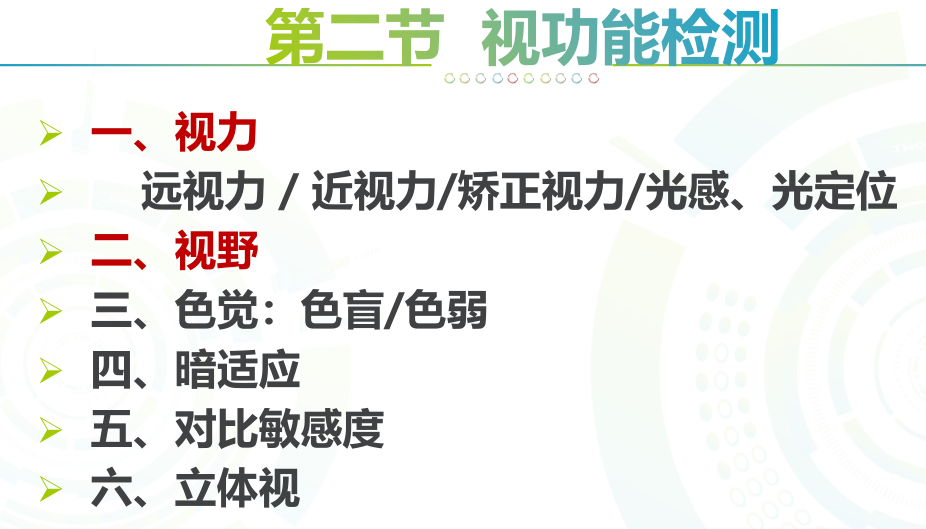 第二节 视功能检测
一、视力
远视力 / 近视力/矫正视力/光感、光定位
二、视野
三、色觉：色盲/色弱
四、暗适应
五、对比敏感度
六、立体视